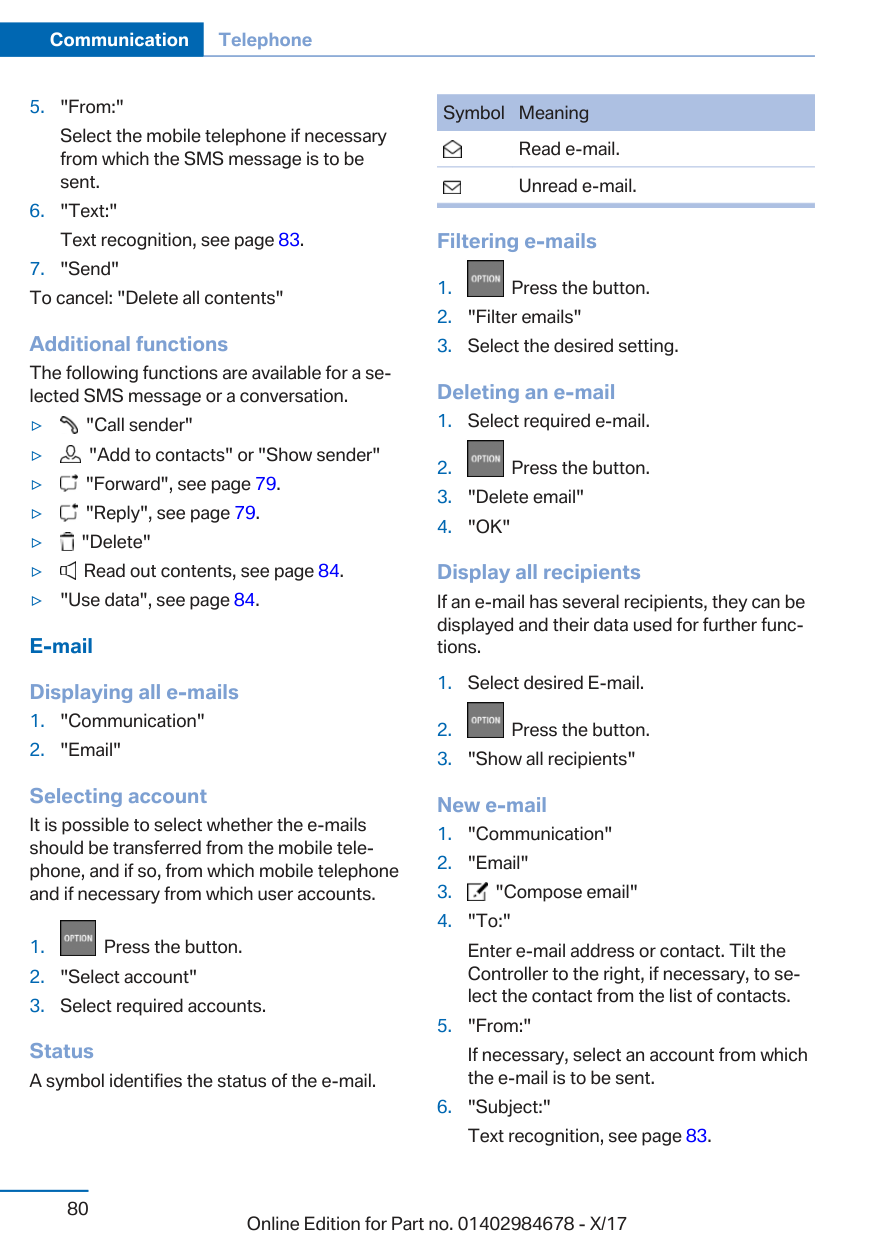 Communication Telephone
5. "From:"
Select the mobile telephone if necessary
from which the SMS message is to be
sent.
6. "Text:"
Text recognition, see page 83.
7. "Send"
To cancel: "Delete all contents"
Additional functions
The following functions are available for a se-
lected SMS message or a conversation.
▷ "Call sender"
▷ "Add to contacts" or "Show sender"
▷ "Forward", see page 79.
▷ "Reply", see page 79.
▷ "Delete"
▷ Read out contents, see page 84.
▷ "Use data", see page 84.
E-mail
Displaying all e-mails
1. "Communication"
2. "Email"
Selecting account
It is possible to select whether the e-mails
should be transferred from the mobile tele-
phone, and if so, from which mobile telephone
and if necessary from which user accounts.
1. OPTION Press the button.
2. "Select account"
3. Select required accounts.
Status
A symbol identifies the status of the e-mail.
Symbol Meaning
Read e-mail.
Unread e-mail.
Filtering e-mails
1. OPTION Press the button.
2. "Filter emails"
3. Select the desired setting.
Deleting an e-mail
1. Select required e-mail.
2. OPTION Press the button.
3. "Delete email"
4. "OK"
Display all recipients
If an e-mail has several recipients, they can be
displayed and their data used for further func-
tions.
1. Select desired E-mail.
2. OPTION Press the button.
3. "Show all recipients"
New e-mail
1. "Communication"
2. "Email"
3. "Compose email"
4. "To:"
Enter e-mail address or contact. Tilt the
Controller to the right, if necessary, to se-
lect the contact from the list of contacts.
5. "From:"
If necessary, select an account from which
the e-mail is to be sent.
6. "Subject:"
Text recognition, see page 83.
80
Online Edition for Part no. 01402984678 - X/17